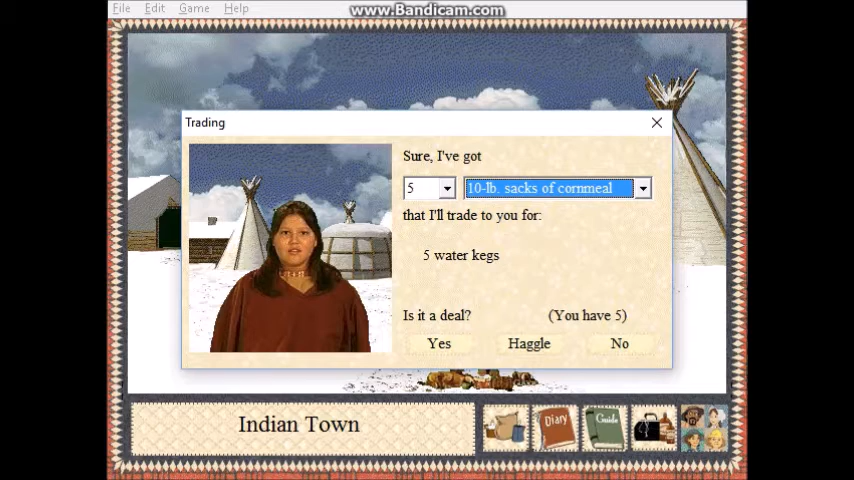 File Edit Game Help
www.Bandicam.com
Trading
Sure, I've got
5 10-lb. sacks of cornmeal
that I'll trade to you for:
5 water kegs
Is it a deal? (You have 5)
Yes Haggle No
Indian Town
Diary
Guide